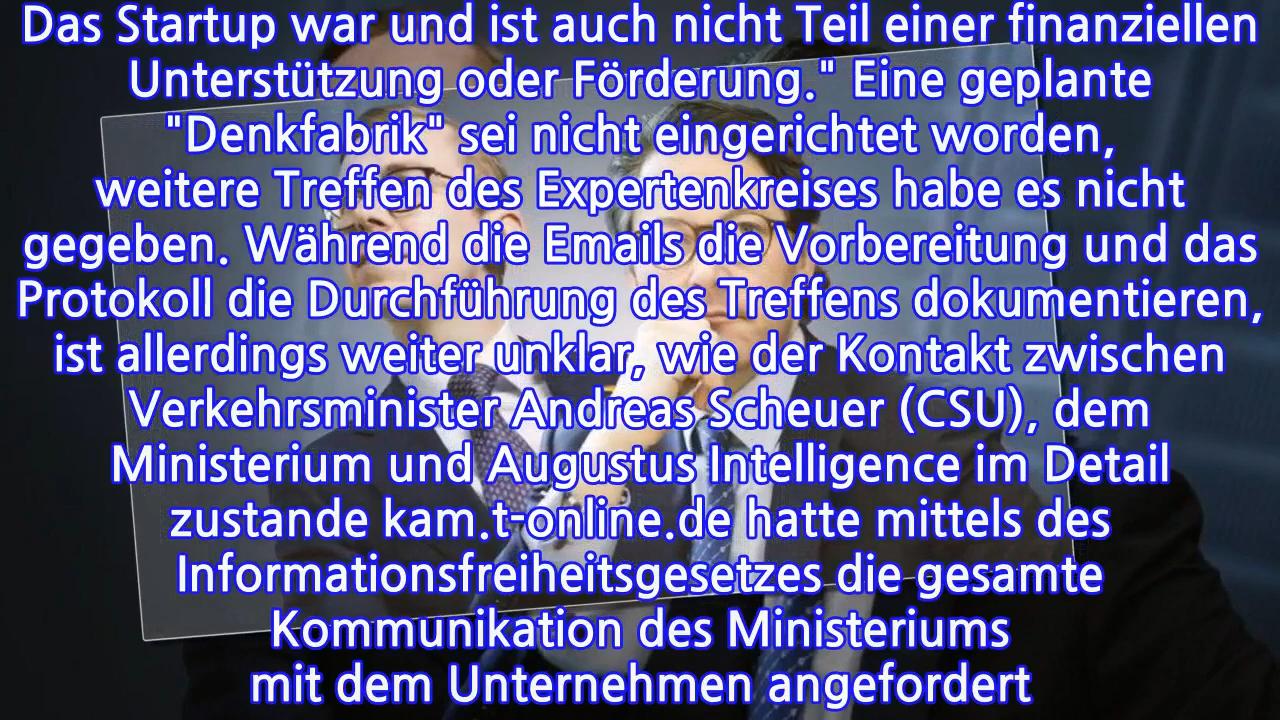 Das Startup war und ist auch nicht Teil einer finanziellen
Unterstützung oder Förderung." Eine geplante
"Denkfabrik" sei nicht eingerichtet worden,
weitere Treffen des Expertenkreises habe es nicht
gegeben. Während die Emails die Vorbereitung und das
Protokoll die Durchführung des Treffens dokumentieren,
ist allerdings weiter unklar, wie der Kontakt zwischen
Verkehrsminister Andreas Scheuer (CSU), dem
Ministerium und Augustus Intelligence im Detail
zustande kam.t-online.de hatte mittels des
Informationsfreiheitsgesetzes die gesamte
Kommunikation des Ministeriums
mit dem Unternehmen angefordert